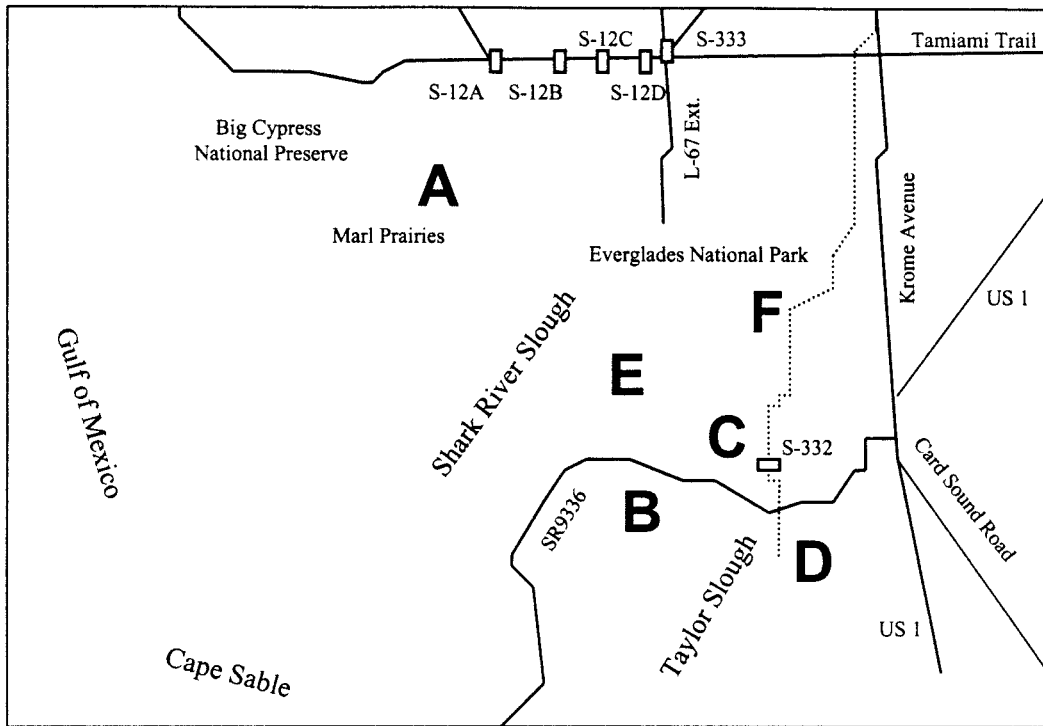 S-12C
S-333
Tamiami Trail
S-12A
S-12B
S-12D
Big Cypress
National Preserve
L-67 Ext.
A
Marl Prairies
Everglades National Park
Krome Avenue
US 1
F
Shark River Slough
E
Gulf of Mexico
C
S-332
Card Sound Road
SR9336
B
D
Taylor Slough
US 1
Cape Sable